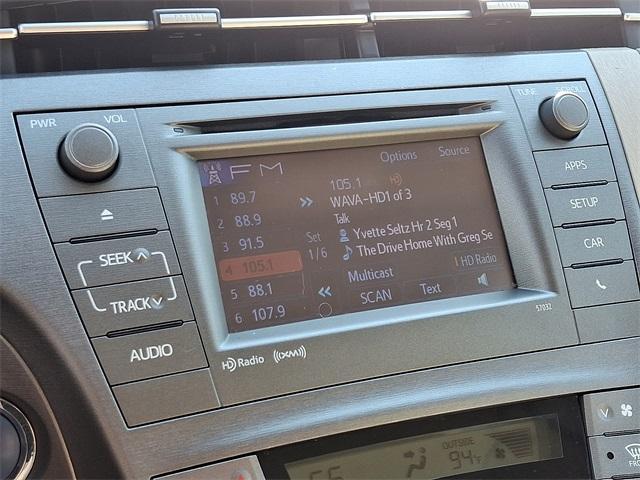 PWR
VOL
TUNE
SCROLL
FM
Options
Source
105.1
1 89.7
WAVA-HD1 of 3
2 88.9
Talk
3 91.5
Set
Yvette Seltz Hr 2 Seg 1
4 105.1
1/6
The Drive Home With Greg Se
HD Radio
5 88.1
Multicast
6 107.9
SCAN
Text
57032
HD Radio
((XM))
SEEK
TRACK
AUDIO
APPS
SETUP
CAR
OUTSIDE
94°F